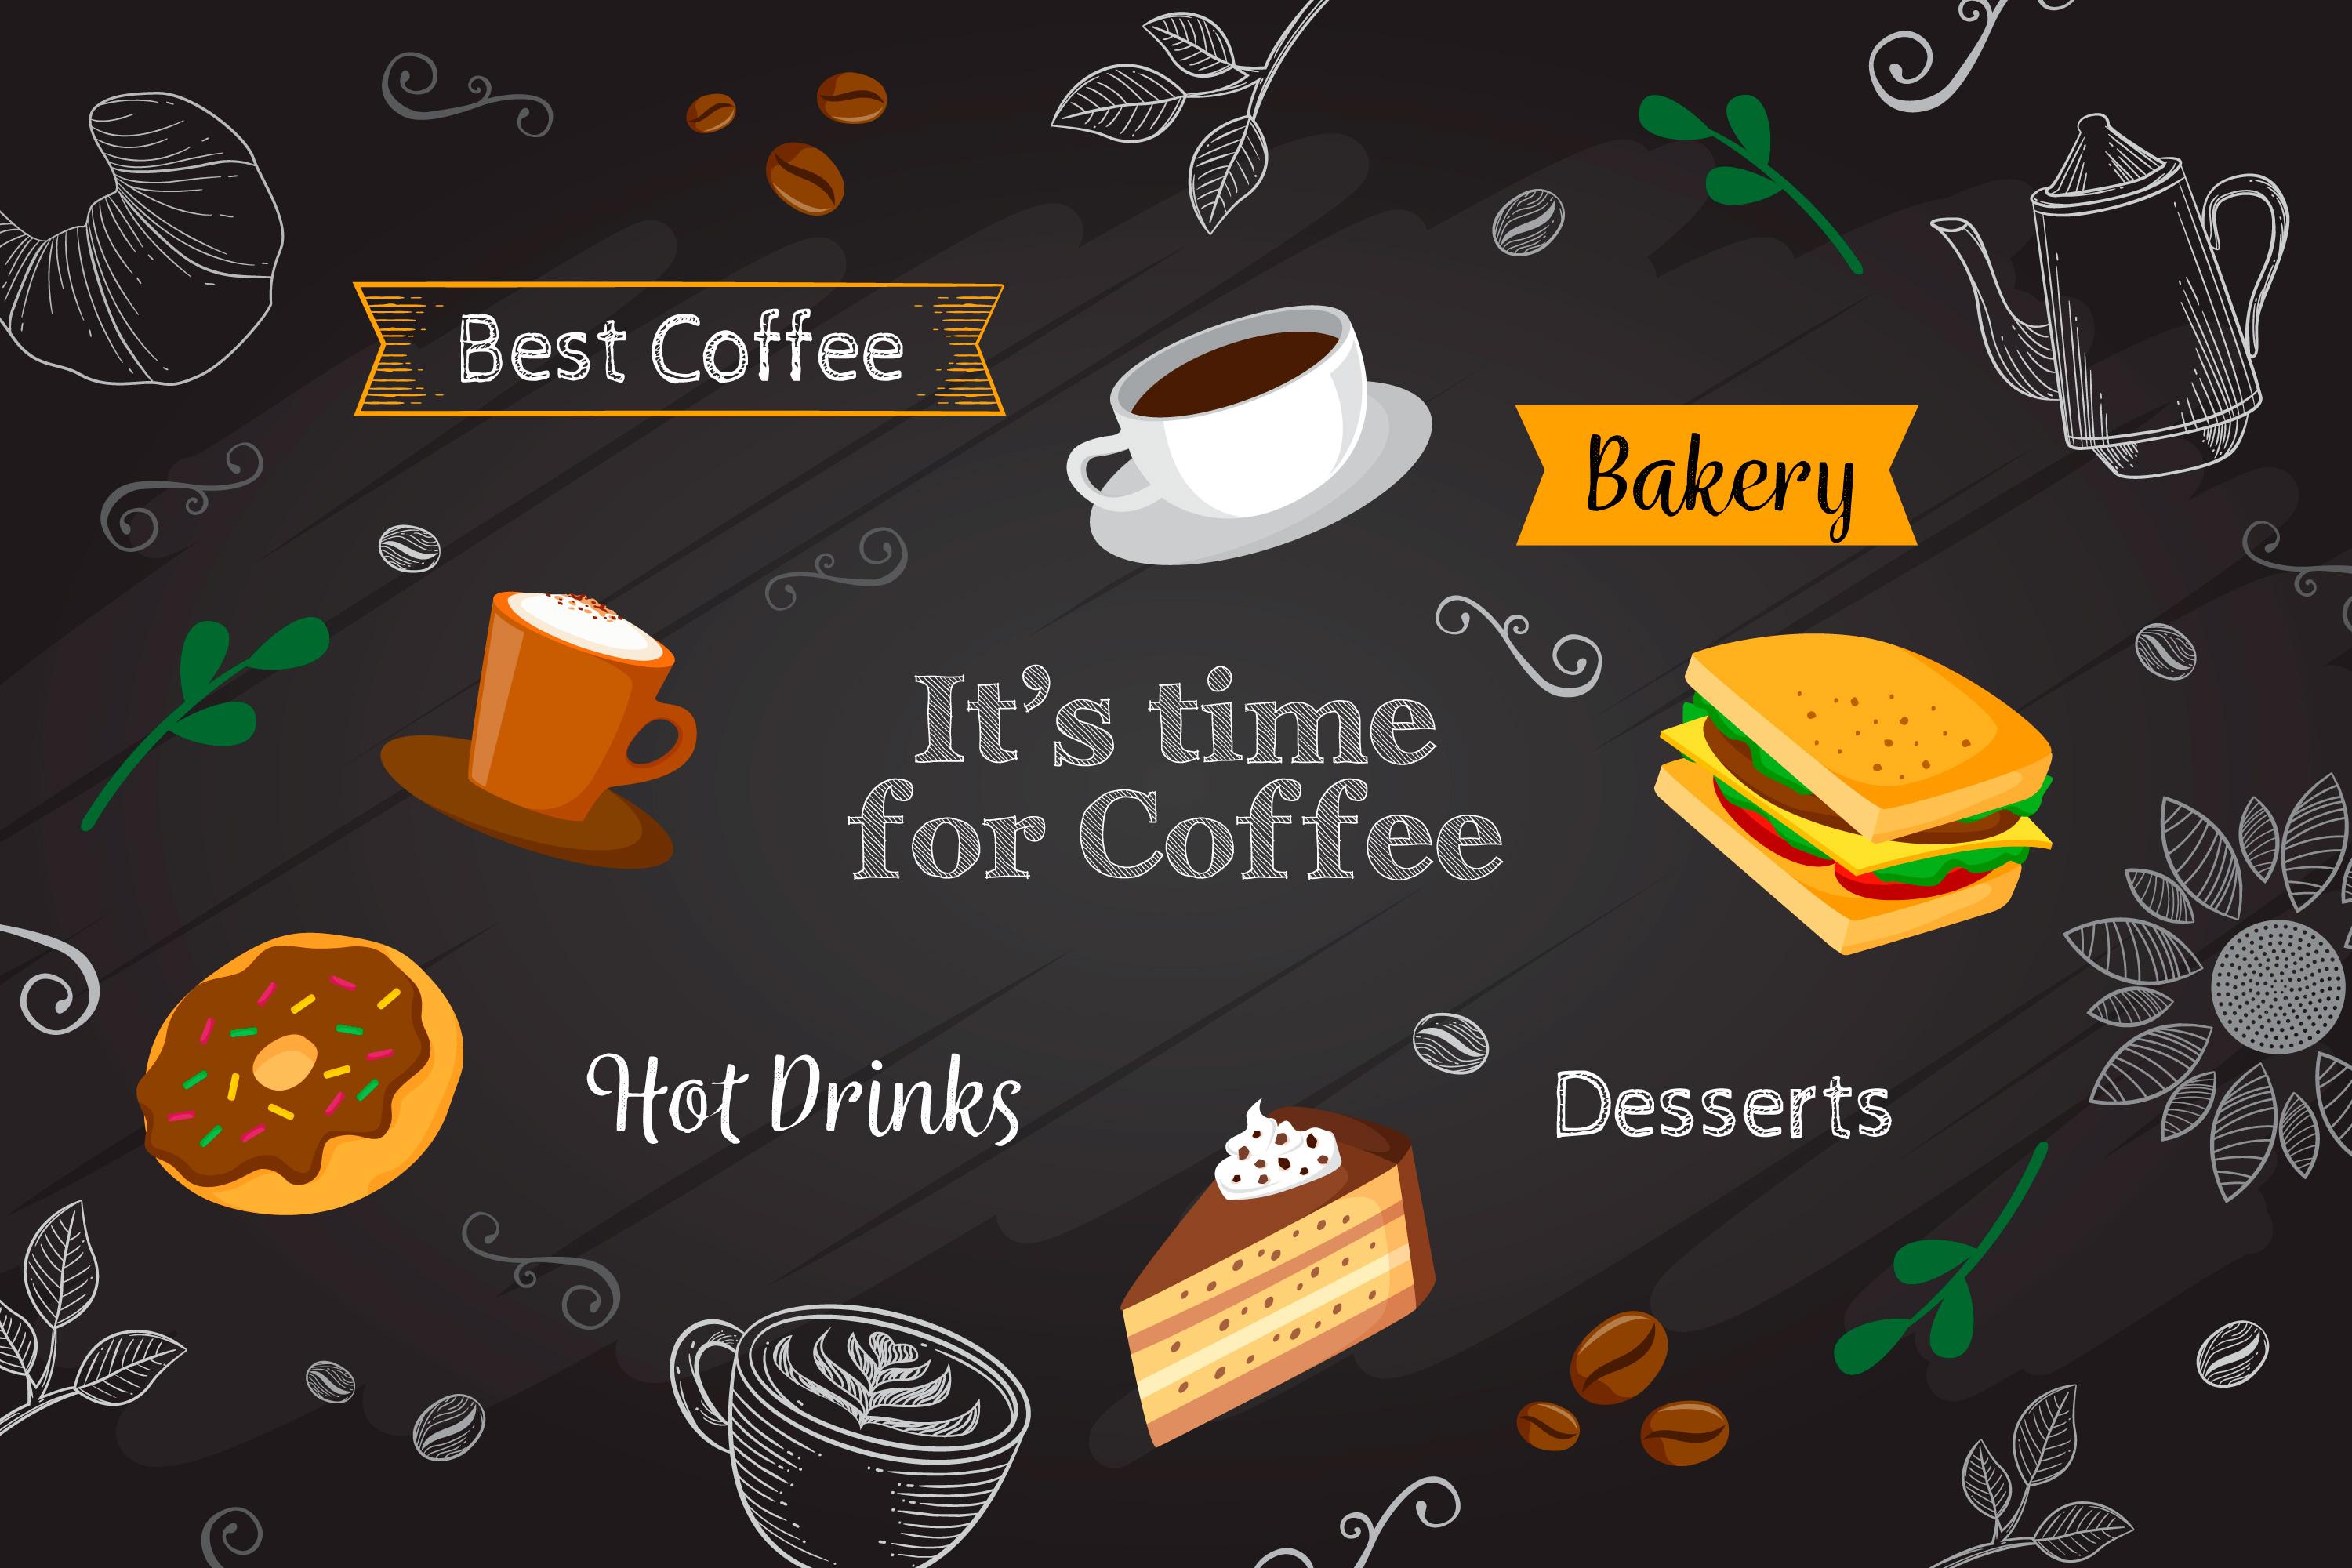 Best Coffee
Bakery
It’s time
for Coffee
Hot Drinks
Desserts